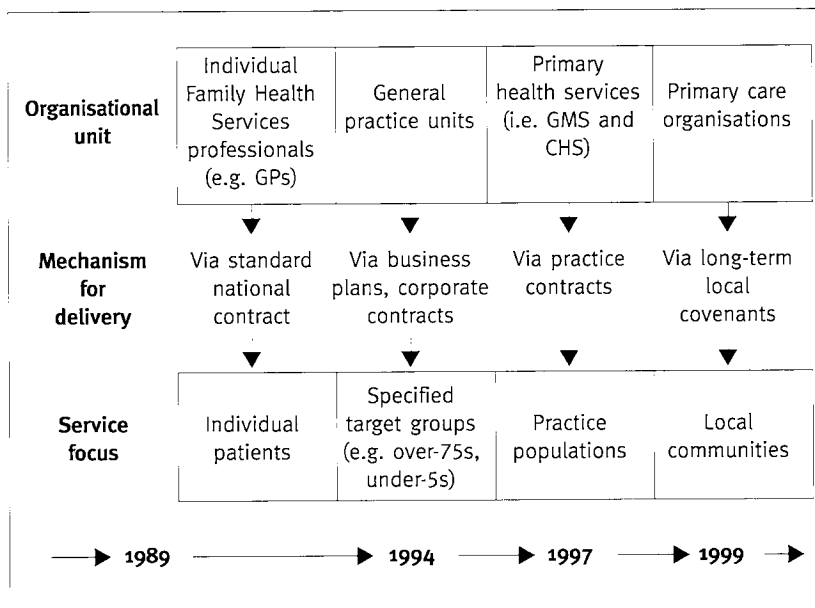 Organisational
unit
Individual
Family Health
Services
professionals
(e.g. GPs)
General
practice units
Primary
health services
(i.e. GMS and
CHS)
Primary care
organisations
Mechanism
for
delivery
Via standard
national
contract
Via business
plans, corporate
contracts
Via practice
contracts
Via long-term
local
covenants
Service
focus
Individual
patients
Specified
target groups
(e.g. over-75s,
under-5s)
Practice
populations
Local
communities
1989 1994 1997 1999